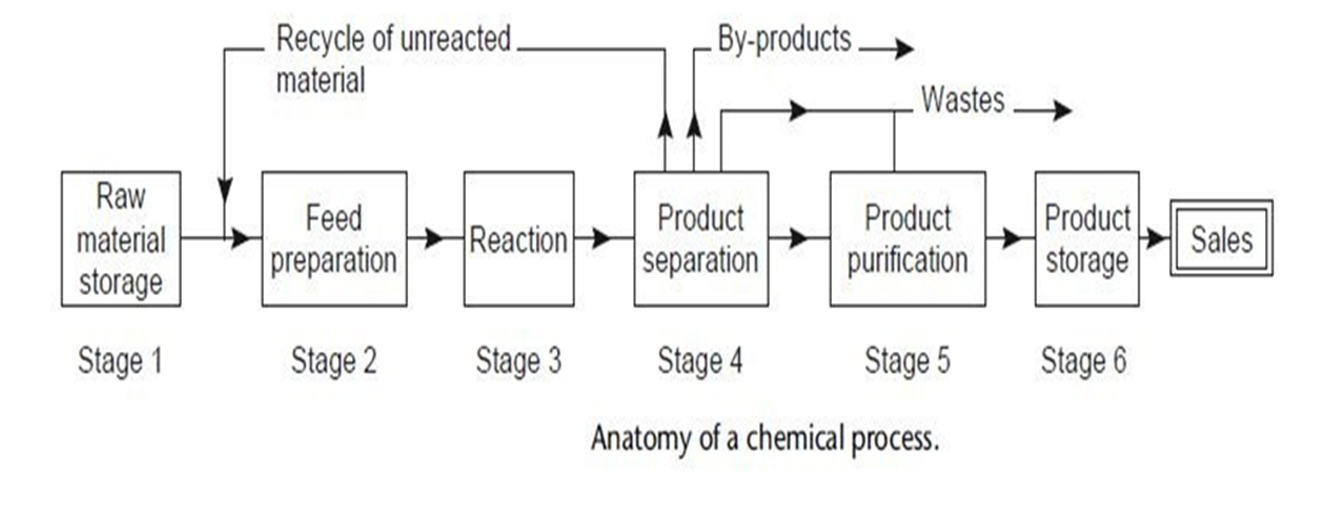 Recycle of unreacted
material
By-products
Wastes
Raw
material
storage
Feed
preparation
Reaction
Product
separation
Product
purification
Product
storage
Sales
Stage 1
Stage 2
Stage 3
Stage 4
Stage 5
Stage 6
Anatomy of a chemical process.